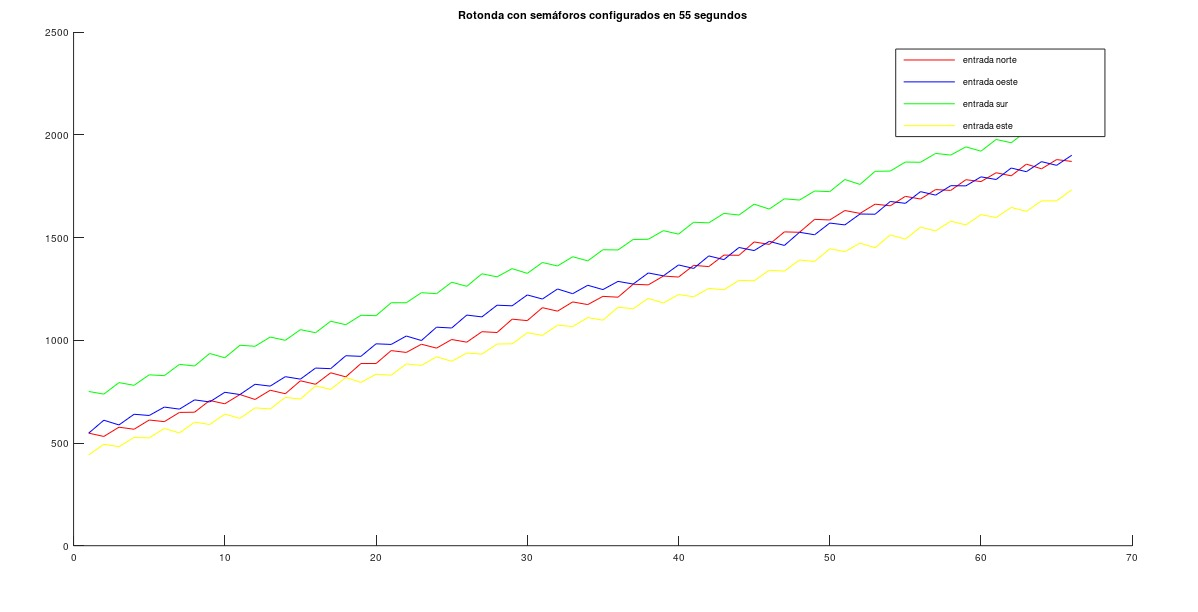 Rotonda con semáforos configurados en 55 segundos
2500
2000
1500
1000
500
0
entrada norte
entrada oeste
entrada sur
entrada este
0 10 20 30 40 50 60 70